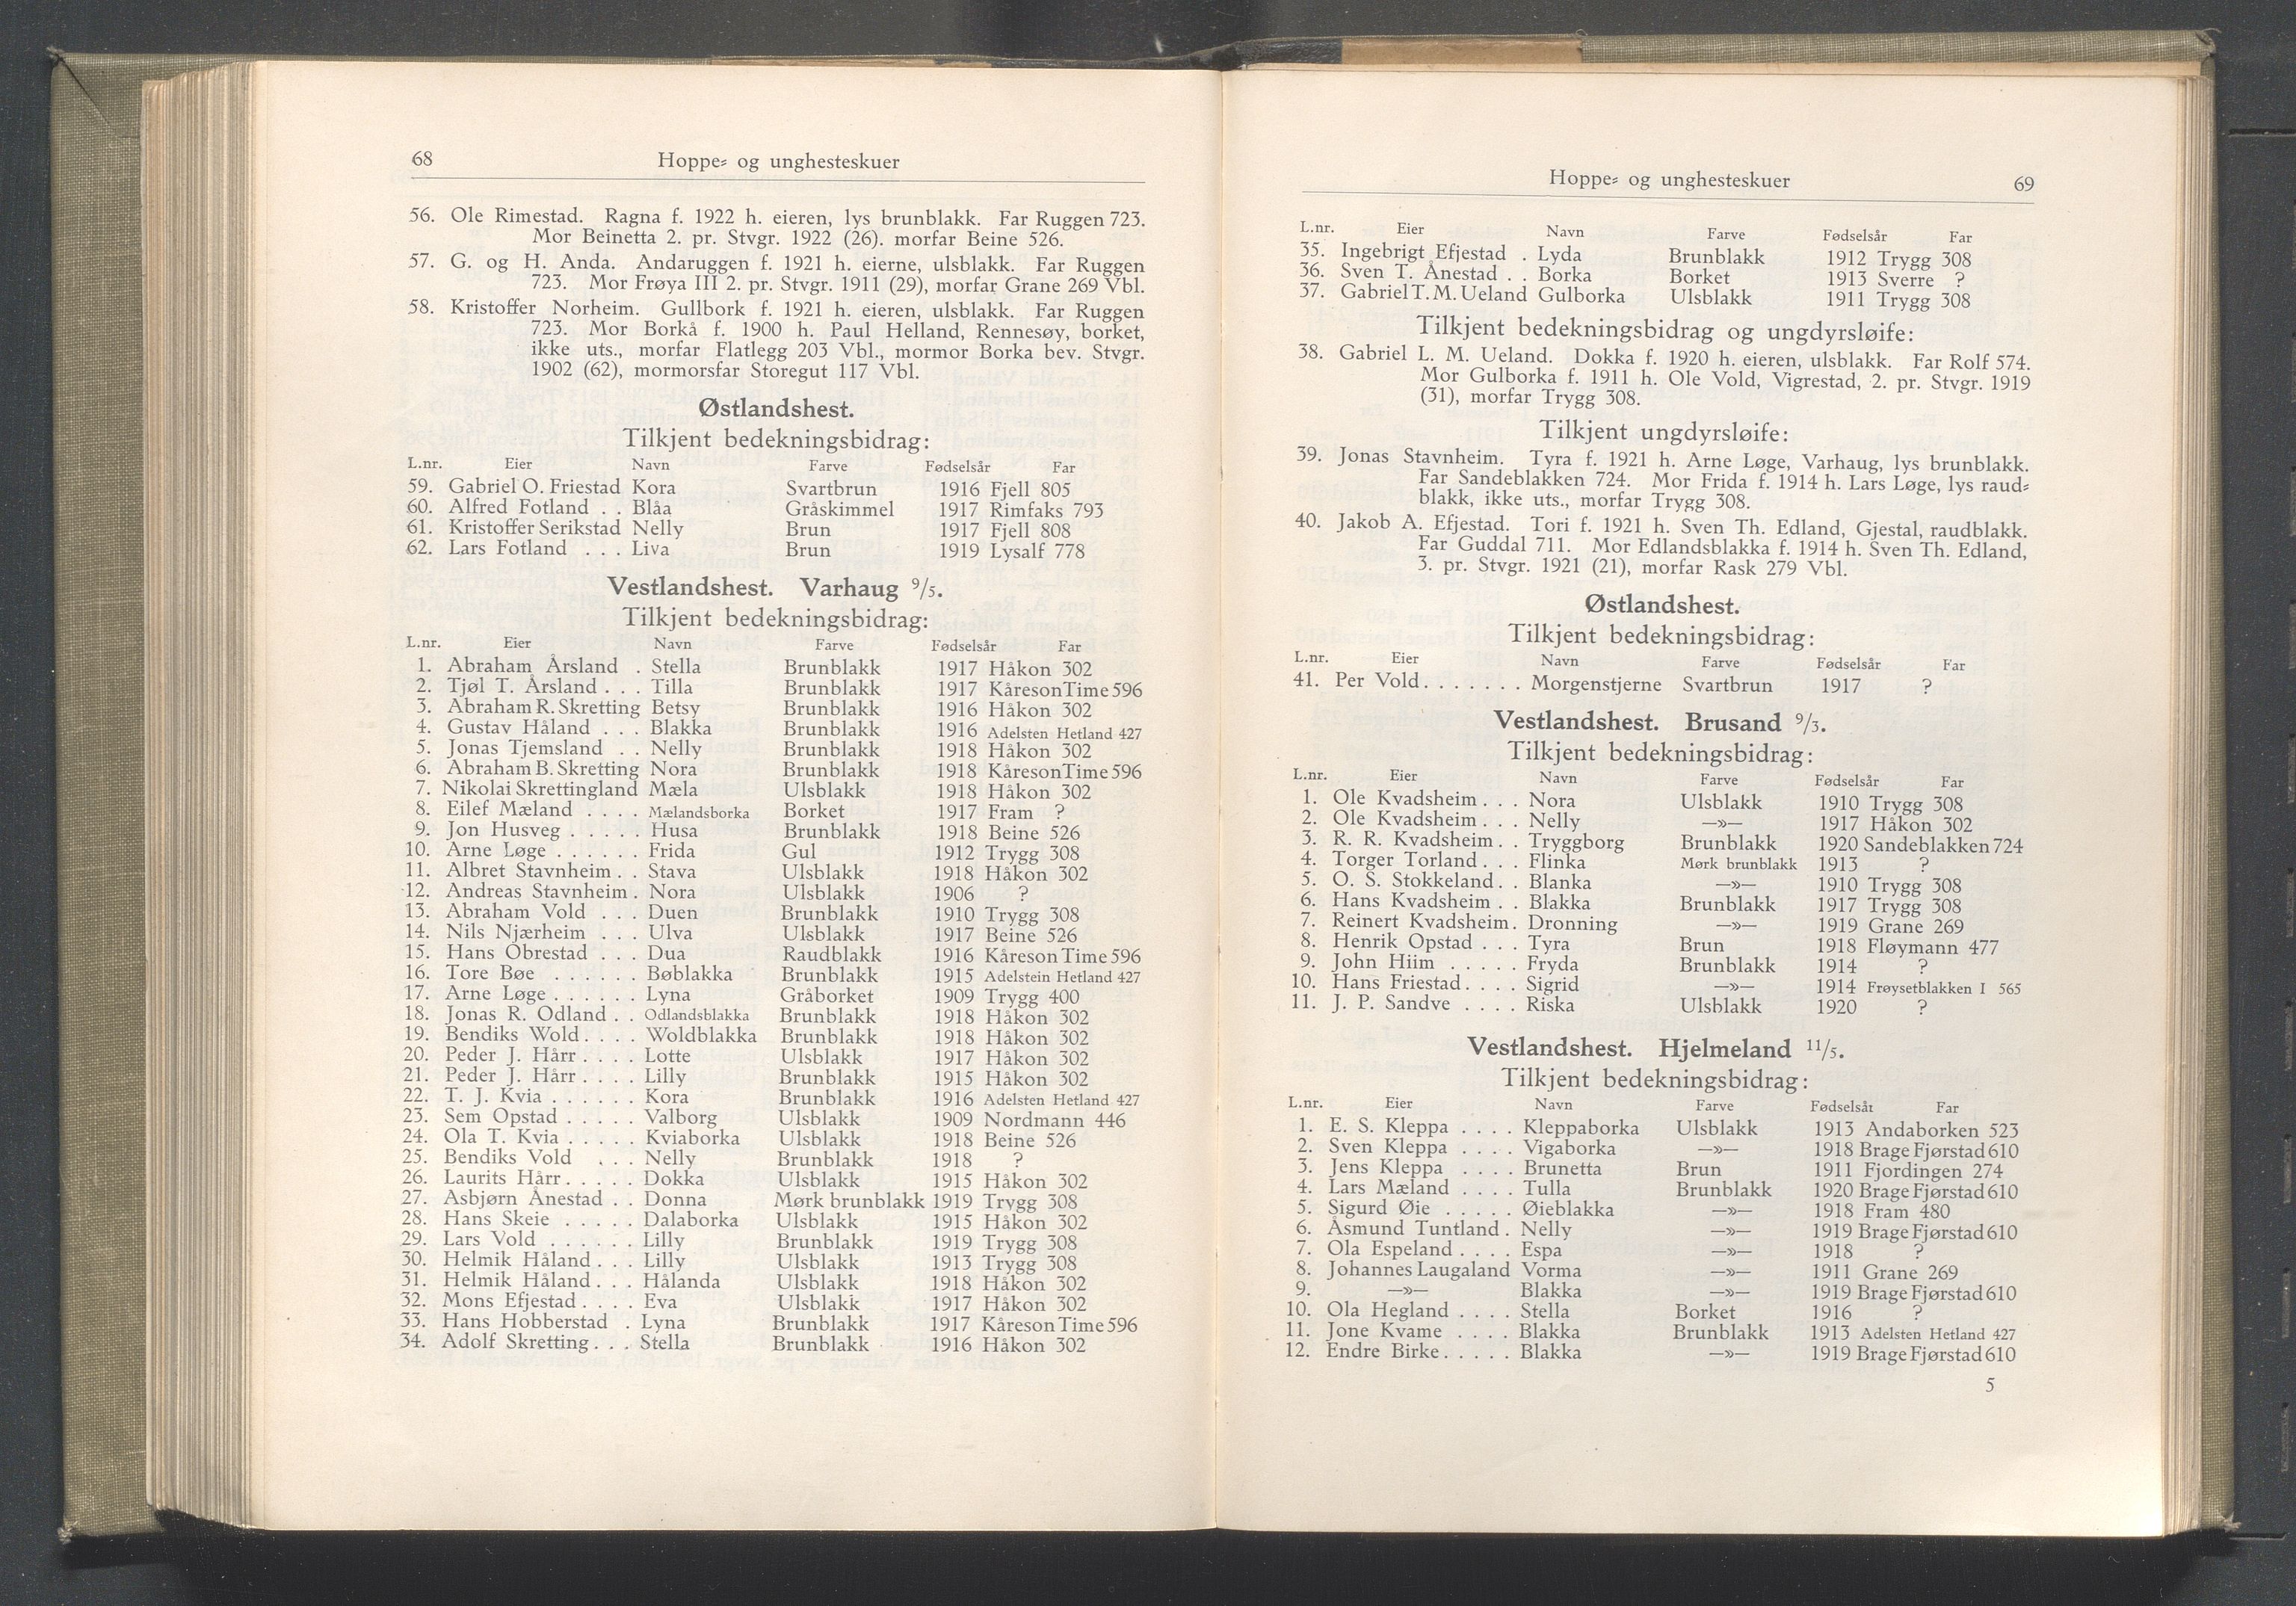 68
Hoppe- og unghesteskuer
56. Ole Rimestad. Ragna f. 1922 h. eieren, lys brunblakk. Far Ruggen 723.
Mor Beinetta 2. pr. Stvgr. 1922 (26). morfar Beine 526.
57. G. og H. Anda. Andaruggen f. 1921 h. eierne, ulsblakk. Far Ruggen
723. Mor Frøya III 2. pr. Stvgr. 1911 (29), morfar Grane 269 Vbl.
58. Kristoffer Norheim. Gullbork f. 1921 h. eieren, ulsblakk. Far Ruggen
723. Mor Borkå f. 1900 h. Paul Helland, Rennesøy, borket,
ikke uts., morfar Flatlegg 203 Vbl., mormor Borka bev. Stvgr.
1902 (62), mormorsfar Storegut 117 Vbl.
Østlandshest.
Tilkjent bedekningsbidrag:
L.nr. Eier Navn Farve Fødselsår Far
59. Gabriel O. Friestad Kora Svartbrun 1916 Fjell 805
60. Alfred Fotland . . Blåa Gråskimmel 1917 Rimfaks 793
61. Kristoffer Serikstad Nelly Brun 1917 Fjell 808
62. Lars Fotland . . . Liva Brun 1919 Lysalf 778
Vestlandshest. Varhaug 9/5.
Tilkjent bedekningsbidrag:
L.nr. Eier Navn Farve Fødselsår Far
1. Abraham Årsland . Stella Brunblakk 1917 Håkon 302
2. Tjøl T. Årsland . . . Tilla Brunblakk 1917 Kåreson Time 596
3. Abraham R. Skretting Betsy Brunblakk 1916 Håkon 302
4. Gustav Håland . . . Blakka Brunblakk 1916 Adelsten Hetland 427
5. Jonas Tjemsland . . Nelly Brunblakk 1918 Håkon 302
6. Abraham B. Skretting Nora Brunblakk 1918 Kåreson Time 596
7. Nikolai Skrettingland Mæla Ulsblakk 1918 Håkon 302
8. Eilef Mæland . . . . Mælandsborka Borket 1917 Fram ?
9. Jon Husveg . . . . . Husa Brunblakk 1918 Beine 526
10. Arne Løge . . . . . . Frida Gul 1912 Trygg 308
11. Albret Stavnheim . . Stava Ulsblakk 1918 Håkon 302
12. Andreas Stavnheim . Nora Ulsblakk 1906 ?
13. Abraham Vold . . . Duen Brunblakk 1910 Trygg 308
14. Nils Njærheim . . . Ulva Ulsblakk 1917 Beine 526
15. Hans Obrestad . . . Dua Raudblakk 1916 Kåreson Time 596
16. Tore Bøe . . . . . . Bøblakka Brunblakk 1915 Adelstein Hetland 427
17. Arne Løge . . . . . . Lyna Gråborket 1909 Trygg 400
18. Jonas R. Odland . . Odlandsblakka Brunblakk 1918 Håkon 302
19. Bendiks Wold . . . . Woldblakka Brunblakk 1918 Håkon 302
20. Peder J. Hårr . . . . Lotte Ulsblakk 1917 Håkon 302
21. Peder J. Hårr . . . . Lilly Brunblakk 1915 Håkon 302
22. T. J. Kvia . . . . . . Kora Brunblakk 1916 Adelsten Hetland 427
23. Sem Opstad . . . . . Valborg Ulsblakk 1909 Nordmann 446
24. Ola T. Kvia . . . . . Kviaborka Ulsblakk 1918 Beine 526
25. Bendiks Vold . . . Nelly Brunblakk 1918 ?
26. Laurits Hårr . . . . . Dokka Ulsblakk 1915 Håkon 302
27. Asbjørn Ånestad . . Donna Mørk brunblakk 1919 Trygg 308
28. Hans Skeie . . . . . Dalaborka Ulsblakk 1915 Håkon 302
29. Lars Vold . . . . . . Lilly Brunblakk 1919 Trygg 308
30. Helmik Håland . . . Lilly Ulsblakk 1913 Trygg 308
31. Helmik Håland . . . Hålanda Ulsblakk 1918 Håkon 302
32. Mons Efjestad . . . . Eva Ulsblakk 1917 Håkon 302
33. Hans Hobberstad . Lyna Brunblakk 1917 Kåreson Time 596
34. Adolf Skretting . . . Stella Brunblakk 1916 Håkon 302
Hoppe- og unghesteskuer
69
L.nr. Eier Navn Farve Fødselsår Far
35. Ingebrigt Efjestad . Lyda Brunblakk 1912 Trygg 308
36. Sven T. Ånestad . . Borka Borket 1913 Sverre ?
37. Gabriel T. M. Ueland Gulborka Ulsblakk 1911 Trygg 308
Tilkjent bedekningsbidrag og ungdyrsløife:
38. Gabriel L. M. Ueland. Dokka f. 1920 h. eieren, ulsblakk. Far Rolf 574.
Mor Gulborka f. 1911 h. Ole Vold, Vigrestad, 2. pr. Stvgr. 1919
(31), morfar Trygg 308.
Tilkjent ungdyrsløife:
39. Jonas Stavnheim. Tyra f. 1921 h. Arne Løge, Varhaug, lys brunblakk.
Far Sandeblakken 724. Mor Frida f. 1914 h. Lars Løge, lys raud-
blakk, ikke uts., morfar Trygg 308.
40. Jakob A. Efjestad. Tori f. 1921 h. Sven Th. Edland, Gjestal, raudblakk.
Far Guddal 711. Mor Edlandsblakka f. 1914 h. Sven Th. Edland,
3. pr. Stvgr. 1921 (21), morfar Rask 279 Vbl.
Østlandshest.
Tilkjent bedekningsbidrag:
L.nr. Eier Navn Farve Fødselsår Far
41. Per Vold . . . . . . . Morgenstjerne Svartbrun 1917 ?
Vestlandshest. Brusand 9/3.
Tilkjent bedekningsbidrag:
L.nr. Eier Navn Farve Fødselsår Far
1. Ole Kvadsheim . . . Nora Ulsblakk 1910 Trygg 308
2. Ole Kvadsheim . . . Nelly —»— 1917 Håkon 302
3. R. R. Kvadsheim . . Tryggborg Brunblakk 1920 Sandeblakken 724
4. Torger Torland . . . Flinka Mørk brunblakk 1913 ?
5. O. S. Stokkeland . . Blanka —»— 1910 Trygg 308
6. Hans Kvadsheim . . Blakka Brunblakk 1917 Trygg 308
7. Reinert Kvadsheim . Dronning —»— 1919 Grane 269
8. Henrik Opstad . . . Tyra Brun 1918 Fløymann 477
9. John Hiim . . . . . Fryda Brunblakk 1914 ?
10. Hans Friestad . . . . Sigrid —»— 1914 Frøysetblakken I 565
11. J. P. Sandve . . . . Riska Ulsblakk 1920 ?
Vestlandshest. Hjelmeland 11/5.
Tilkjent bedekningsbidrag:
L.nr. Eier Navn Farve Fødselsår Far
1. E. S. Kleppa . . . . Kleppaborka Ulsblakk 1913 Andaborken 523
2. Sven Kleppa . . . . Vigaborka —»— 1918 Brage Fjørstad 610
3. Jens Kleppa . . . . Brunetta Brun 1911 Fjordingen 274
4. Lars Mæland . . . . Tulla Brunblakk 1920 Brage Fjørstad 610
5. Sigurd Øie . . . . . Øieblakka —»— 1918 Fram 480
6. Åsmund Tuntland . Nelly —»— 1919 Brage Fjørstad 610
7. Ola Espeland . . . . Espa —»— 1918 ?
8. Johannes Laugaland Vorma —»— 1911 Grane 269
9. —»— Blakka —»— 1919 Brage Fjørstad 610
10. Ola Hegland . . . . Stella Borket 1916 ?
11. Jone Kvame . . . . Blakka Brunblakk 1913 Adelsten Hetland 427
12. Endre Birke . . . . . Blakka —»— 1919 Brage Fjørstad 610
5